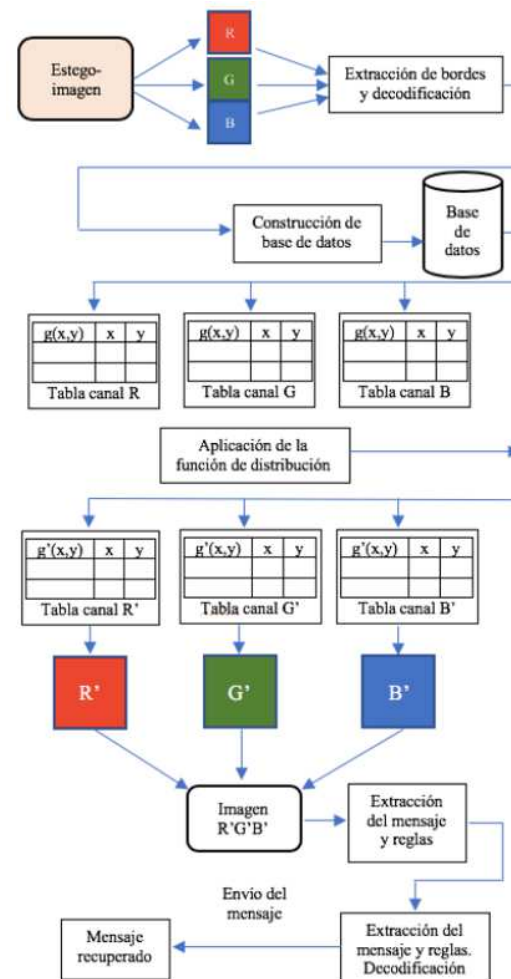 R
Estego-
imagen
G
B
Extracción de bordes
y decodificación
Construcción de
base de datos
Base
de
datos
g(x,y) x y
Tabla canal R
g(x,y) x y
Tabla canal G
g(x,y) x y
Tabla canal B
Aplicación de la
función de distribución
g'(x,y) x y
Tabla canal R'
g'(x,y) x y
Tabla canal G'
g'(x,y) x y
Tabla canal B'
R'
G'
B'
Imagen
R'G'B'
Extracción
del mensaje
y reglas
Envío del
mensaje
Mensaje
recuperado
Extracción del
mensaje y reglas.
Decodificación